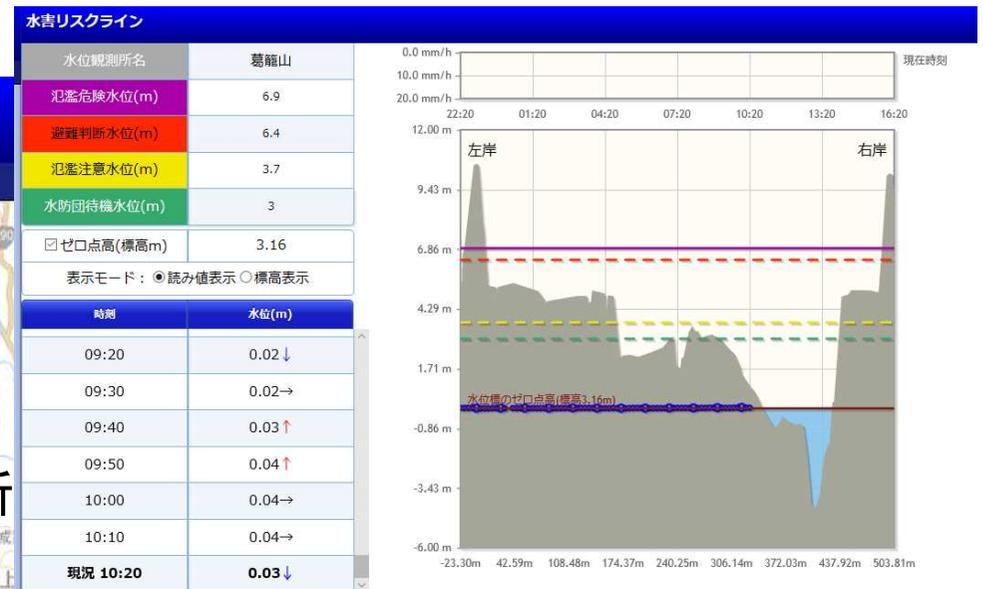 水害リスクライン
水位観測所名 葛籠山
氾濫危険水位(m) 6.9
避難判断水位(m) 6.4
氾濫注意水位(m) 3.7
水防団待機水位(m) 3
ゼロ点高(標高m) 3.16
表示モード： 読み値表示 標高表示
時刻 水位(m)
09:20 0.02↓
09:30 0.02→
09:40 0.03↑
09:50 0.04↑
10:00 0.04→
10:10 0.04→
現況 10:20 0.03↓
0.0 mm/h
10.0 mm/h
20.0 mm/h
現在時刻
22:20 01:20 04:20 07:20 10:20 13:20 16:20
12.00 m
左岸 右岸
9.43 m
6.86 m
4.29 m
1.71 m
水位標のゼロ点高(標高3.16m)
-0.86 m
-3.43 m
-6.00 m
-23.30m 42.59m 108.48m 174.37m 240.25m 306.14m 372.03m 437.92m 503.81m
90
成
上